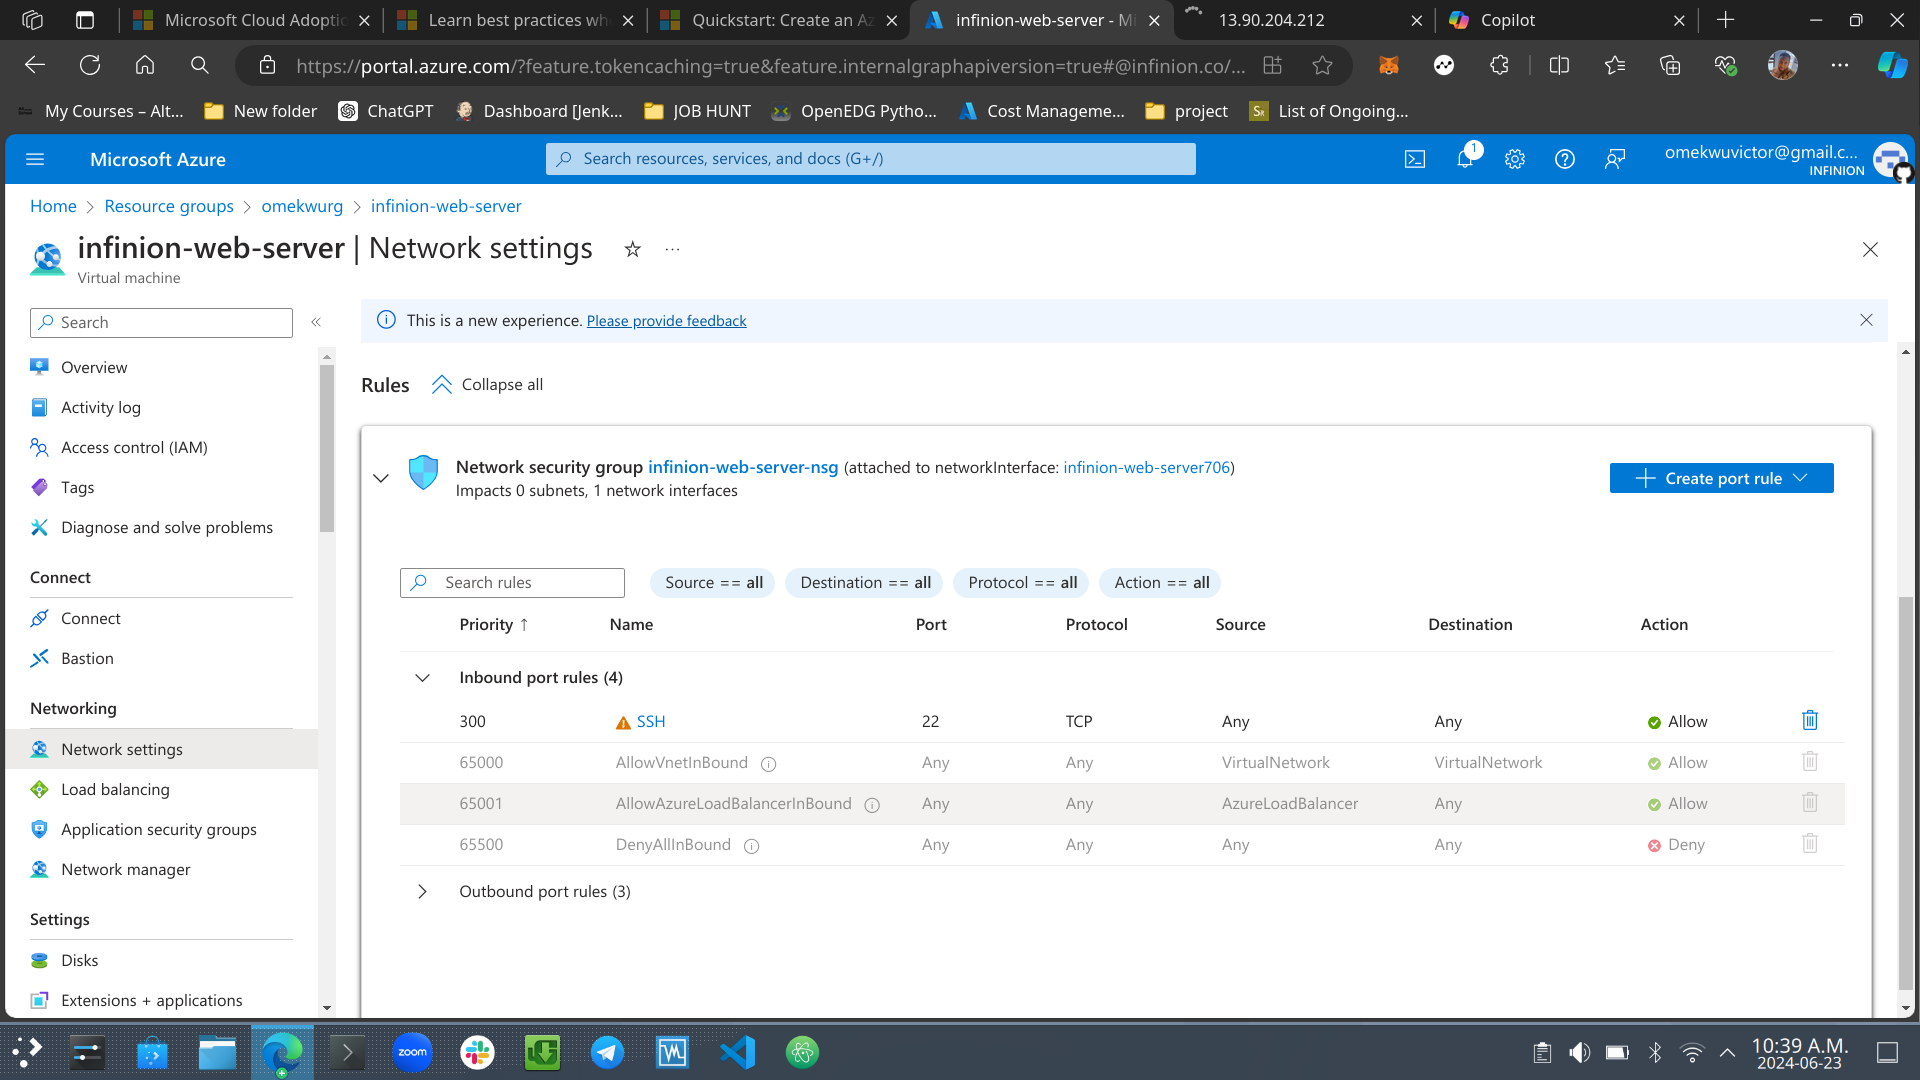 Microsoft Cloud Adoptic
Learn best practices whe
Quickstart: Create an Az
infinion-web-server - Mi
13.90.204.212
Copilot
https://portal.azure.com/?feature.tokencaching=true&feature.internalgraphapiversion=true#@infinion.co/...
My Courses – Alt...
New folder
ChatGPT
Dashboard [Jenk...
JOB HUNT
OpenEDG Pytho...
Cost Manageme...
project
List of Ongoing...
Microsoft Azure
Search resources, services, and docs (G+/)
1
omekwuvictor@gmail.c...
INFINION
Home > Resource groups > omekwurg > infinion-web-server
infinion-web-server | Network settings
Virtual machine
Search
This is a new experience. Please provide feedback
Overview
Activity log
Access control (IAM)
Tags
Diagnose and solve problems
Connect
Connect
Bastion
Networking
Network settings
Load balancing
Application security groups
Network manager
Settings
Disks
Extensions + applications
Rules
Collapse all
Network security group infinion-web-server-nsg (attached to networkInterface: infinion-web-server706)
Impacts 0 subnets, 1 network interfaces
Create port rule
Search rules
Source == all
Destination == all
Protocol == all
Action == all
Priority ↑ Name Port Protocol Source Destination Action
Inbound port rules (4)
300 SSH 22 TCP Any Any Allow
65000 AllowVnetInBound Any Any VirtualNetwork VirtualNetwork Allow
65001 AllowAzureLoadBalancerInBound Any Any AzureLoadBalancer Any Allow
65500 DenyAllInBound Any Any Any Any Deny
Outbound port rules (3)
zoom
10:39 A.M.
2024-06-23